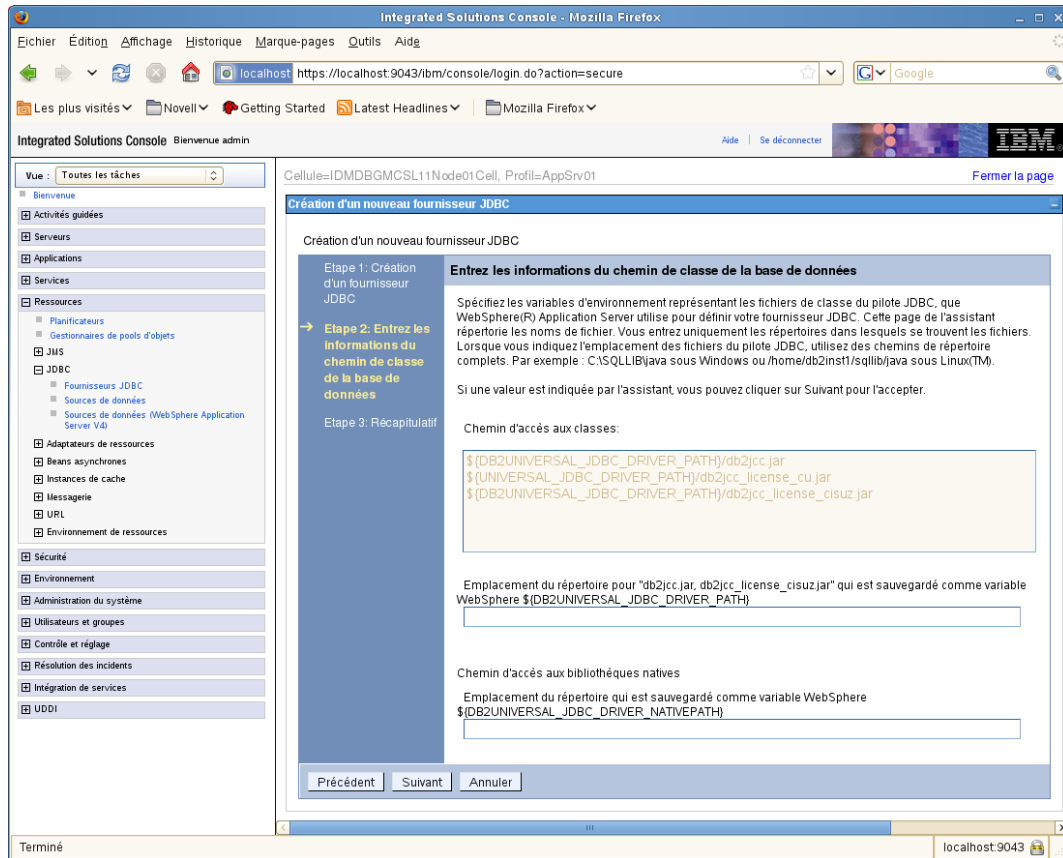 Integrated Solutions Console - Mozilla Firefox
Fichier Édition Affichage Historique Marque-pages Outils Aide
localhost https://localhost:9043/ibm/console/login.do?action=secure
Google
Les plus visités Novell Getting Started Latest Headlines Mozilla Firefox
Integrated Solutions Console Bienvenue admin
Aide Se déconnecter
IBM
Vue : Toutes les tâches
Bienvenue
Activités guidées
Serveurs
Applications
Services
Ressources
Planificateurs
Gestionnaires de pools d'objets
JMS
JDBC
Fournisseurs JDBC
Sources de données
Sources de données (WebSphere Application
Server V4)
Adaptateurs de ressources
Beans asynchrones
Instances de cache
Messagerie
URL
Environnement de ressources
Sécurité
Environnement
Administration du système
Utilisateurs et groupes
Contrôle et réglage
Résolution des incidents
Intégration de services
UDDI
Cellule=IDMDBGMCSL11Node01Cell, Profil=AppSrv01
Fermer la page
Création d'un nouveau fournisseur JDBC
Création d'un nouveau fournisseur JDBC
Etape 1: Création
d'un fournisseur
JDBC
Etape 2: Entrez les
informations du
chemin de classe
de la base de
données
Etape 3: Récapitulatif
Entrez les informations du chemin de classe de la base de données
Spécifiez les variables d'environnement représentant les fichiers de classe du pilote JDBC, que
WebSphere(R) Application Server utilise pour définir votre fournisseur JDBC. Cette page de l'assistant
répertorie les noms de fichier. Vous entrez uniquement les répertoires dans lesquels se trouvent les fichiers.
Lorsque vous indiquez l'emplacement des fichiers du pilote JDBC, utilisez des chemins de répertoire
complets. Par exemple : C:\SQLLIB\java sous Windows ou /home/db2inst1/sqllib/java sous Linux(TM).
Si une valeur est indiquée par l'assistant, vous pouvez cliquer sur Suivant pour l'accepter.
Chemin d'accès aux classes:
${DB2UNIVERSAL_JDBC_DRIVER_PATH}/db2jcc.jar
${UNIVERSAL_JDBC_DRIVER_PATH}/db2jcc_license_cu.jar
${DB2UNIVERSAL_JDBC_DRIVER_PATH}/db2jcc_license_cisuz.jar
Emplacement du répertoire pour "db2jcc.jar, db2jcc_license_cisuz.jar" qui est sauvegardé comme variable
WebSphere ${DB2UNIVERSAL_JDBC_DRIVER_PATH}
Chemin d'accès aux bibliothèques natives
Emplacement du répertoire qui est sauvegardé comme variable WebSphere
${DB2UNIVERSAL_JDBC_DRIVER_NATIVEPATH}
Précédent Suivant Annuler
Terminé
localhost:9043